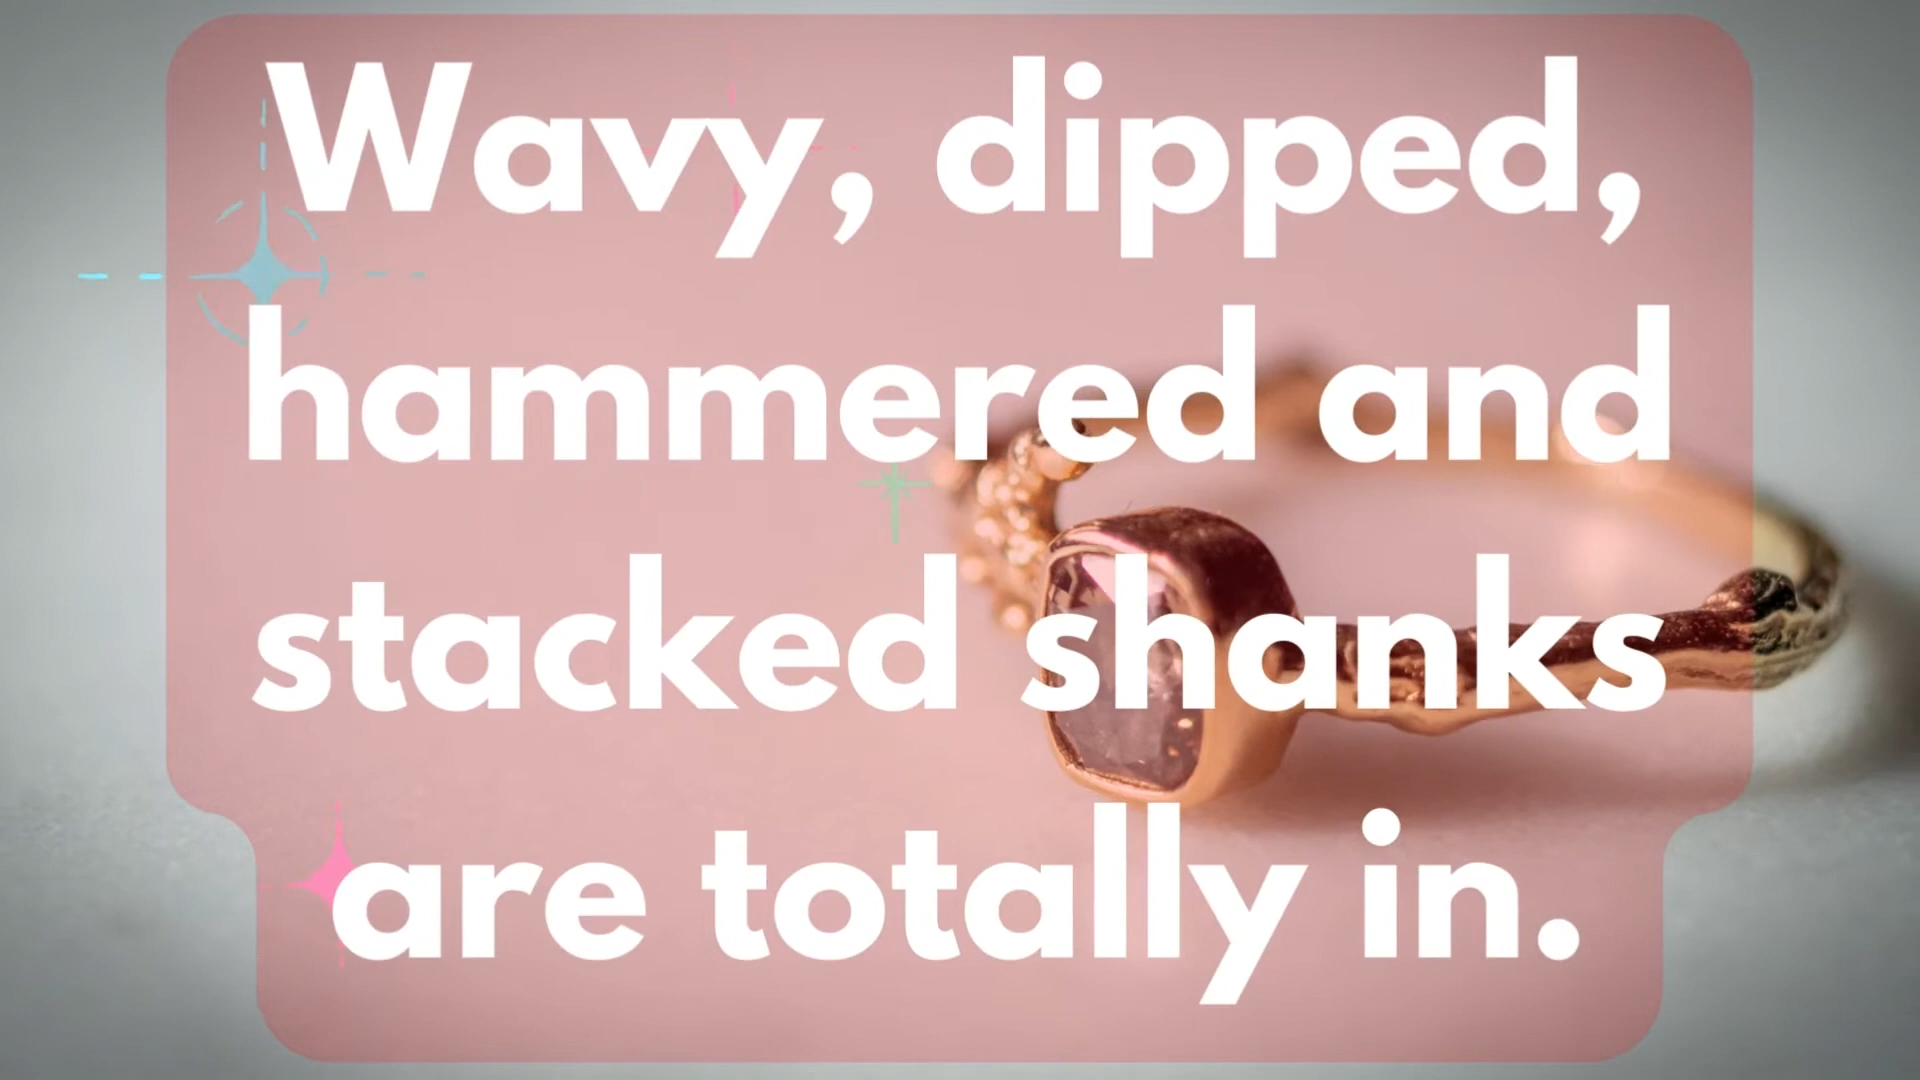 Wavy, dipped,
hammered and
stacked shanks
are totally in.